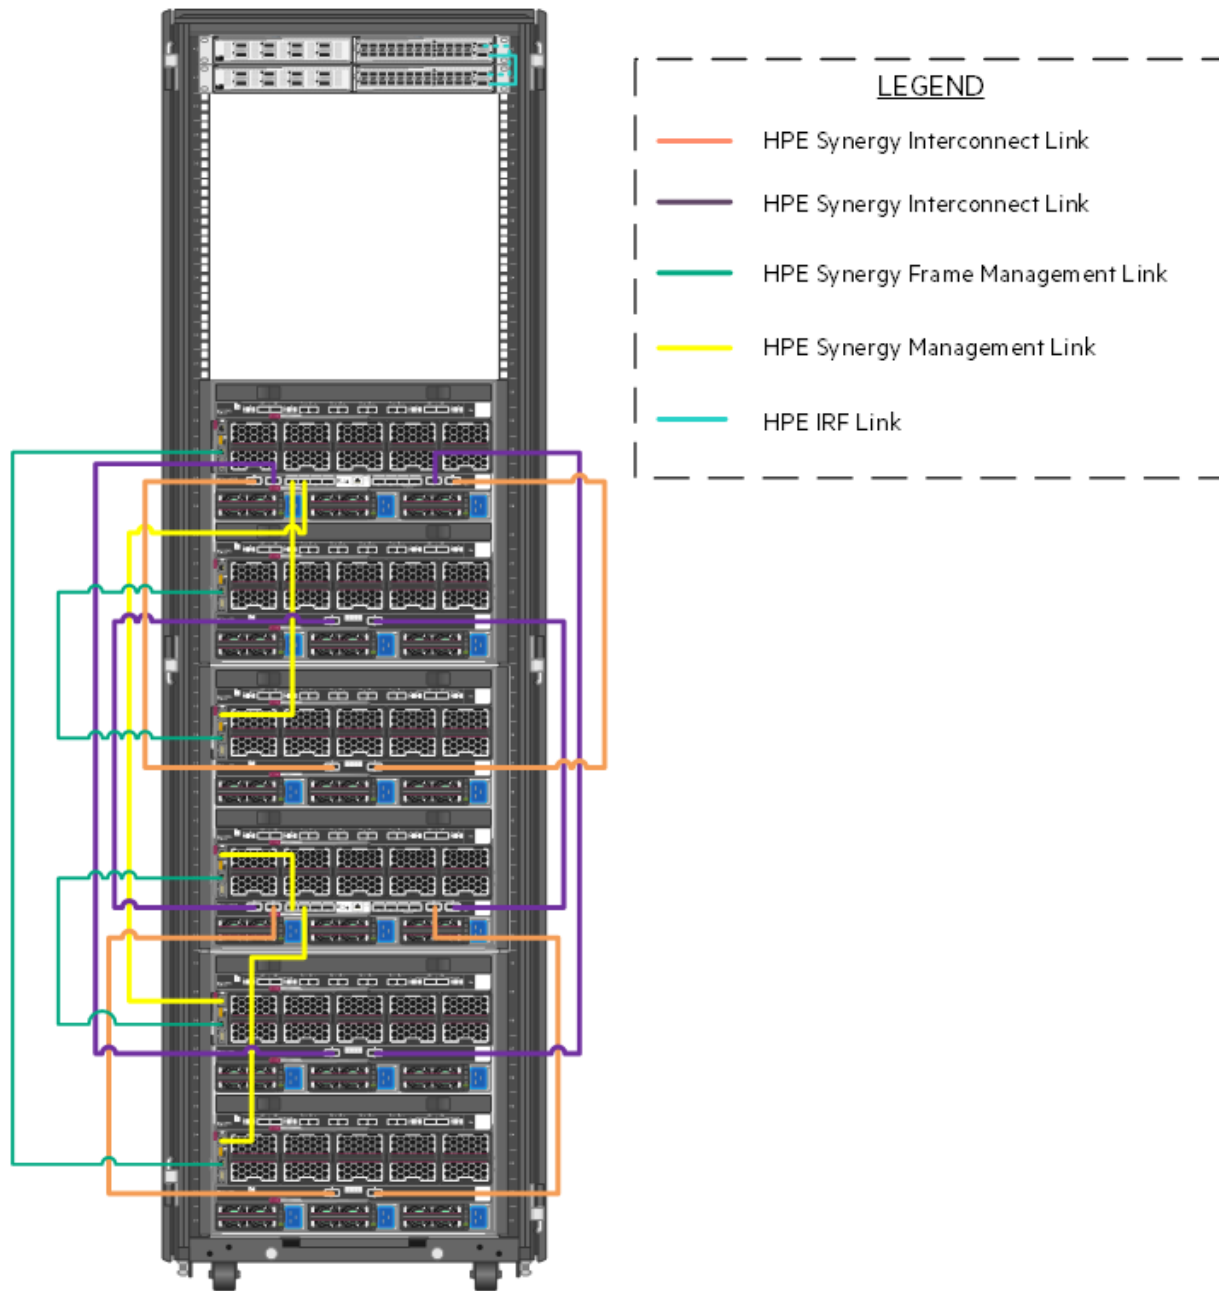 LEGEND
HPE Synergy Interconnect Link
HPE Synergy Interconnect Link
HPE Synergy Frame Management Link
HPE Synergy Management Link
HPE IRF Link